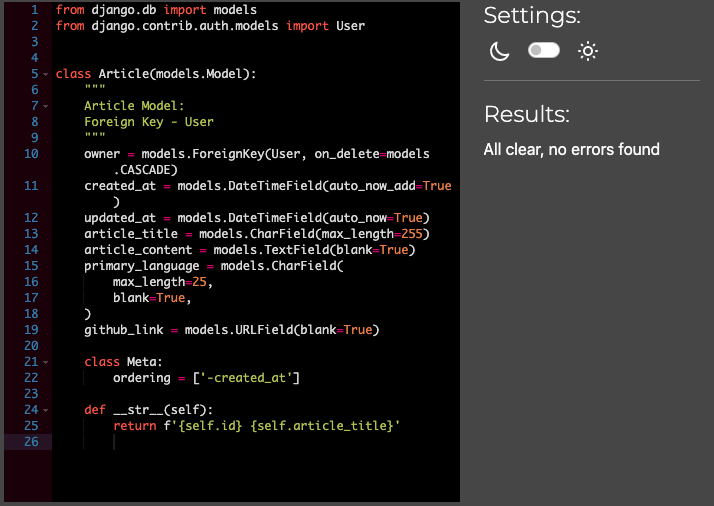 1 from django.db import models
2 from django.contrib.auth.models import User
3
4
5 class Article(models.Model):
6     """
7     Article Model:
8     Foreign Key - User
9     """
10     owner = models.ForeignKey(User, on_delete=models
        .CASCADE)
11     created_at = models.DateTimeField(auto_now_add=True
        )
12     updated_at = models.DateTimeField(auto_now=True)
13     article_title = models.CharField(max_length=255)
14     article_content = models.TextField(blank=True)
15     primary_language = models.CharField(
16         max_length=25,
17         blank=True,
18     )
19     github_link = models.URLField(blank=True)
20
21     class Meta:
22         ordering = ['-created_at']
23
24     def __str__(self):
25         return f'{self.id} {self.article_title}'
26
Settings:
Results:
All clear, no errors found